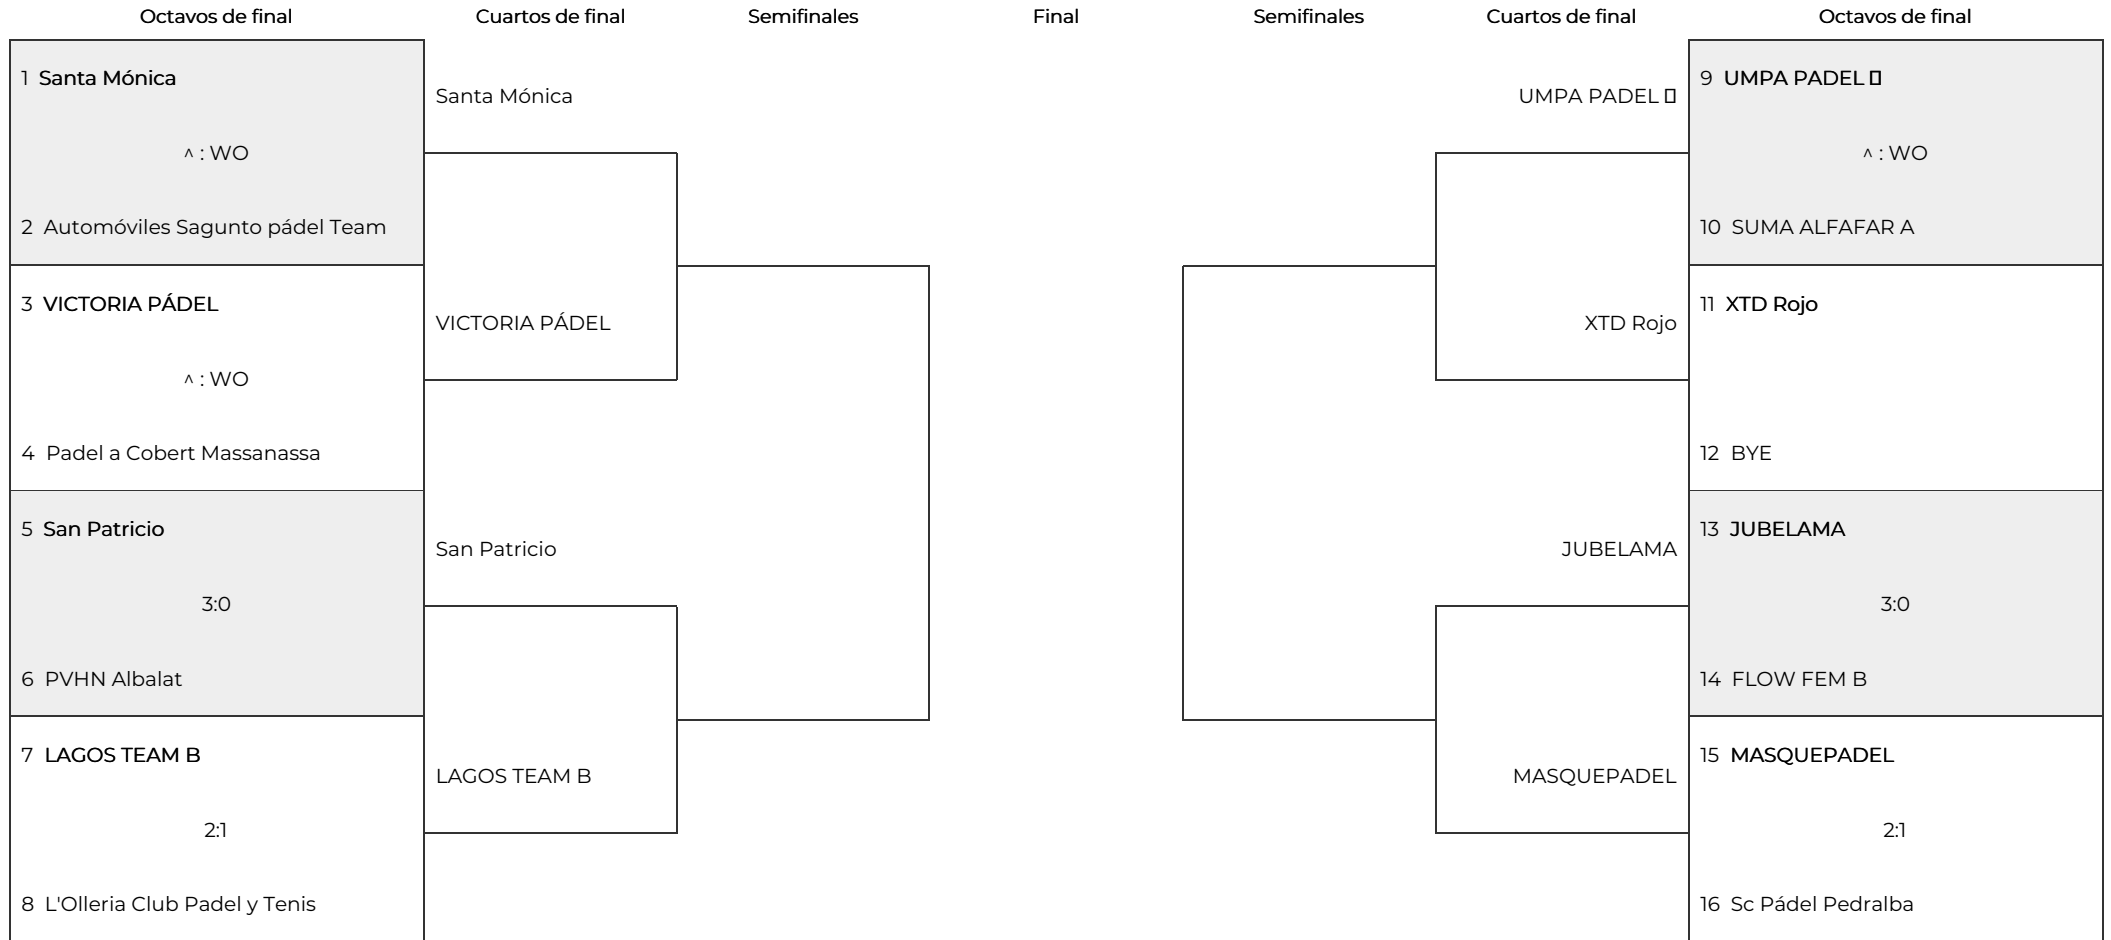 Octavos de final
Cuartos de final
Semifinales
Final
Semifinales
Cuartos de final
Octavos de final
1 Santa Mónica
^ : WO
2 Automóviles Sagunto pádel Team
3 VICTORIA PÁDEL
^ : WO
4 Padel a Cobert Massanassa
5 San Patricio
3:0
6 PVHN Albalat
7 LAGOS TEAM B
2:1
8 L'Olleria Club Padel y Tenis
Santa Mónica
VICTORIA PÁDEL
San Patricio
LAGOS TEAM B
UMPA PADEL ▯
XTD Rojo
JUBELAMA
MASQUEPADEL
9 UMPA PADEL ▯
^ : WO
10 SUMA ALFAFAR A
11 XTD Rojo
12 BYE
13 JUBELAMA
3:0
14 FLOW FEM B
15 MASQUEPADEL
2:1
16 Sc Pádel Pedralba